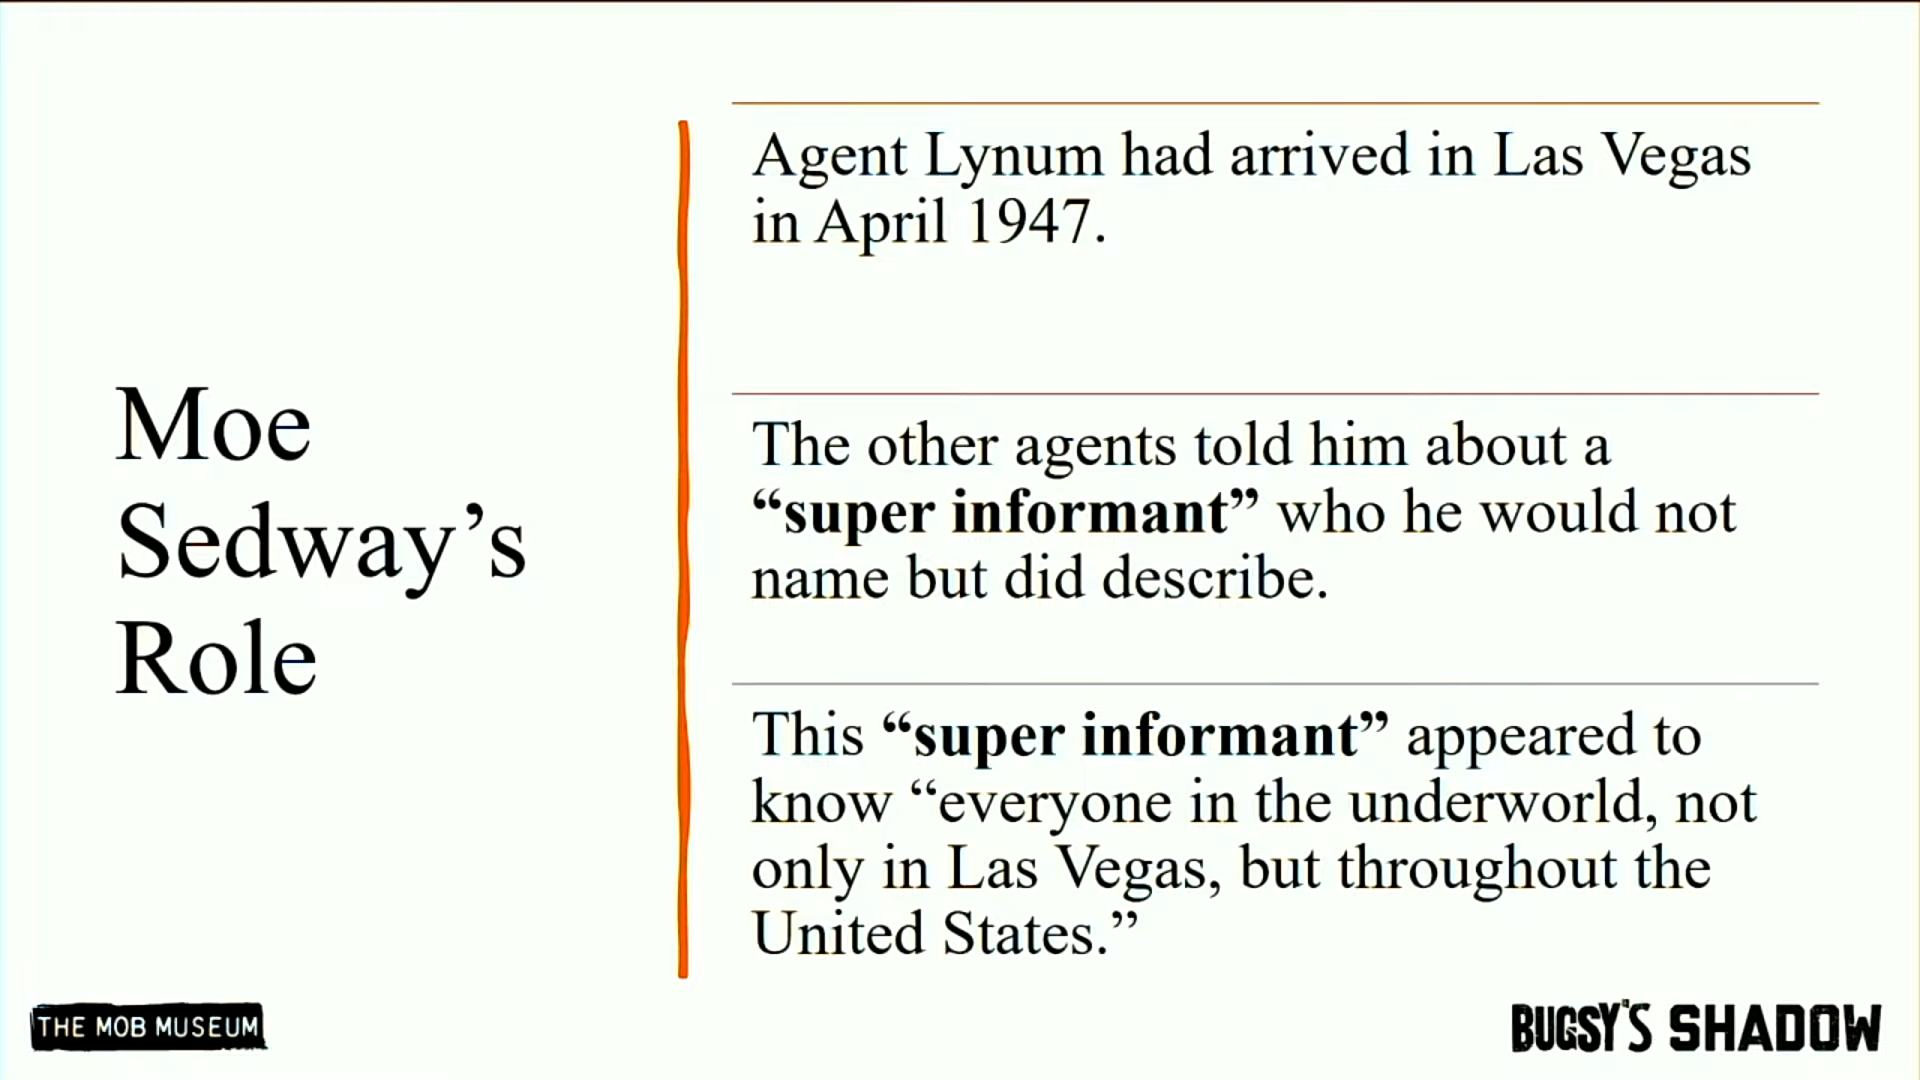 Moe
Sedway’s
Role
Agent Lynum had arrived in Las Vegas
in April 1947.
The other agents told him about a
“super informant” who he would not
name but did describe.
This “super informant” appeared to
know “everyone in the underworld, not
only in Las Vegas, but throughout the
United States.”
THE MOB MUSEUM
BUGSY'S SHADOW